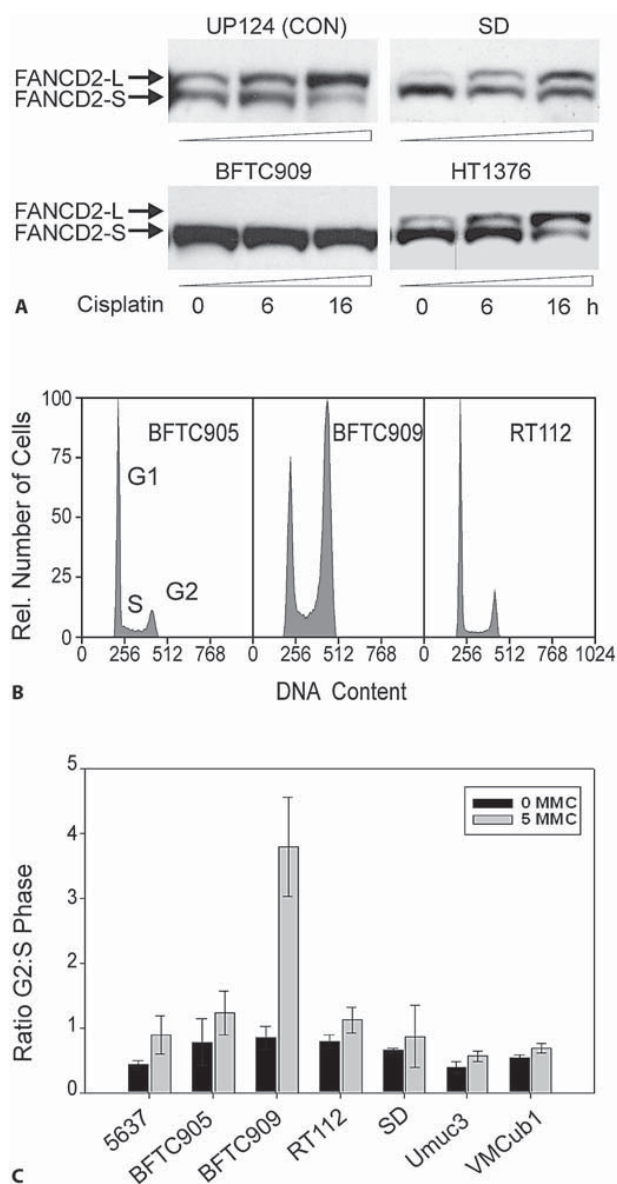 UP124 (CON) SD
FANCD2-L
FANCD2-S
BFTC909 HT1376
FANCD2-L
FANCD2-S
A Cisplatin 0 6 16 0 6 16 h
100
75
50
25
0
Rel. Number of Cells
BFTC905 BFTC909 RT112
G1
S G2
0 256 512 768 0 256 512 768 0 256 512 768 1024
DNA Content
B
5
4
3
2
1
0
Ratio G2:S Phase
0 MMC
5 MMC
5637 BFTC905 BFTC909 RT112 SD Umuc3 VMCub1
C